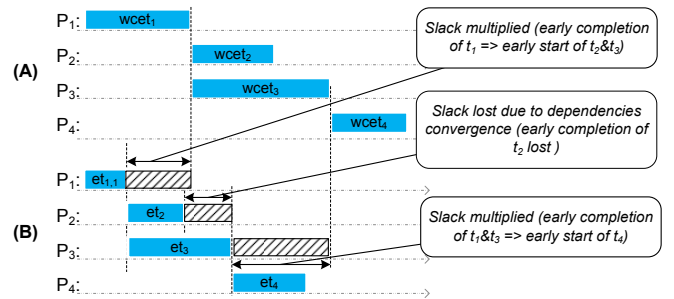 P1: wcet1
Slack multiplied (early completion
of t1 => early start of t2&t3)
P2: wcet2
(A)
P3: wcet3
P4: wcet4
Slack lost due to dependencies
convergence (early completion of
t2 lost )
P1: et1,1
P2: et2
(B)
Slack multiplied (early completion
of t1&t3 => early start of t4)
P3: et3
P4: et4